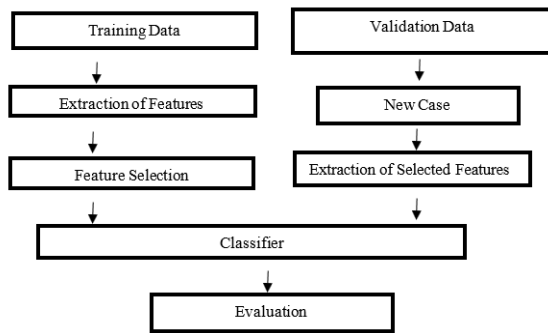 Training Data
Validation Data
Extraction of Features
New Case
Feature Selection
Extraction of Selected Features
Classifier
Evaluation